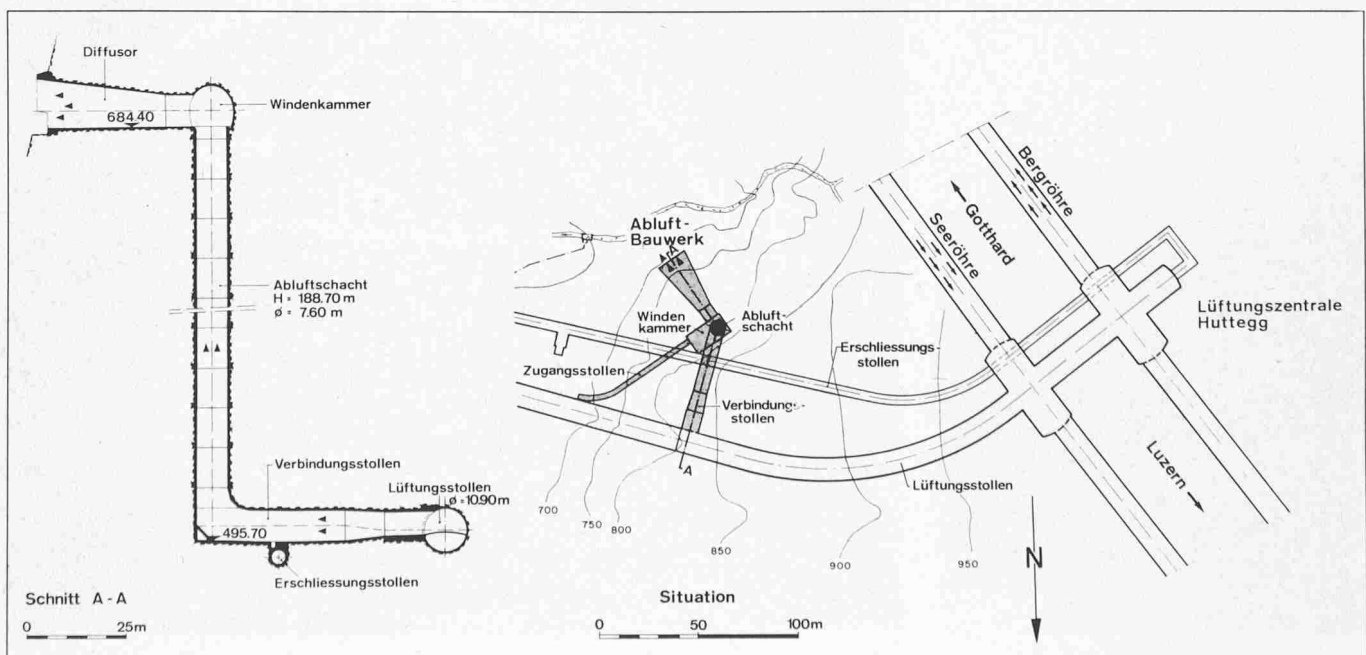 Diffusor
Windenkammer
684.40
Abluftschacht
H = 188.70 m
ø = 7.60 m
Verbindungsstollen
Lüftungsstollen
ø = 10.90 m
495.70
Erschliessungsstollen
Schnitt A-A
0 25m
Abluft-
Bauwerk
A
Winden
kammer
Abluft-
schacht
Zugangsstollen
Erschliessungs-
stollen
Verbindungs-
stollen
A
Lüftungsstollen
700
750
800
850
900
950
Seeröhre
Gotthard
Bergröhre
Lüftungszentrale
Huttegg
Luzern
N
Situation
0 50 100m